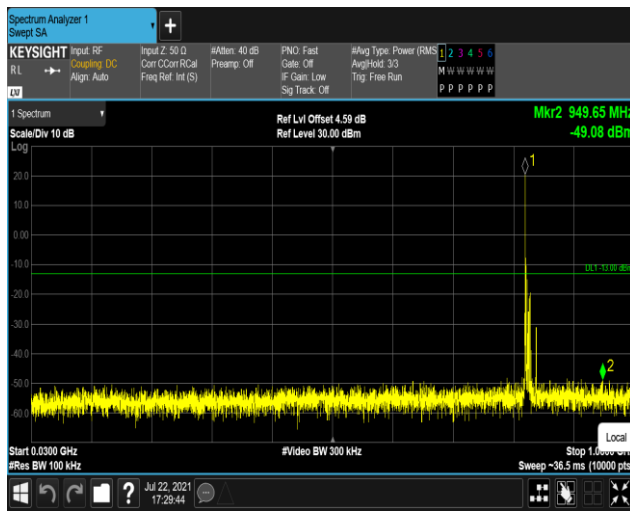 Spectrum Analyzer 1
Swept SA
KEYSIGHT
RL
LXI
Input: RF
Coupling: DC
Align: Auto
Input Z: 50 Ω
Corr CCorr RCal
Freq Ref: Int (S)
#Atten: 40 dB
Preamp: Off
PNO: Fast
Gate: Off
IF Gain: Low
Sig Track: Off
#Avg Type: Power (RMS
Avg|Hold: 3/3
Trig: Free Run
1 2 3 4 5 6
M W W W W W
P P P P P P
1 Spectrum
Scale/Div 10 dB
Log
Ref Lvl Offset 4.59 dB
Ref Level 30.00 dBm
Mkr2 949.65 MHz
-49.08 dBm
1
20.0
10.0
0.00
-10.0
DL1 -13.00 dBm
-20.0
-30.0
-40.0
2
-50.0
-60.0
Local
Start 0.0300 GHz
#Res BW 100 kHz
#Video BW 300 kHz
Stop
Sweep ~36.5 ms (10000 pts
?
Jul 22, 2021
17:29:44